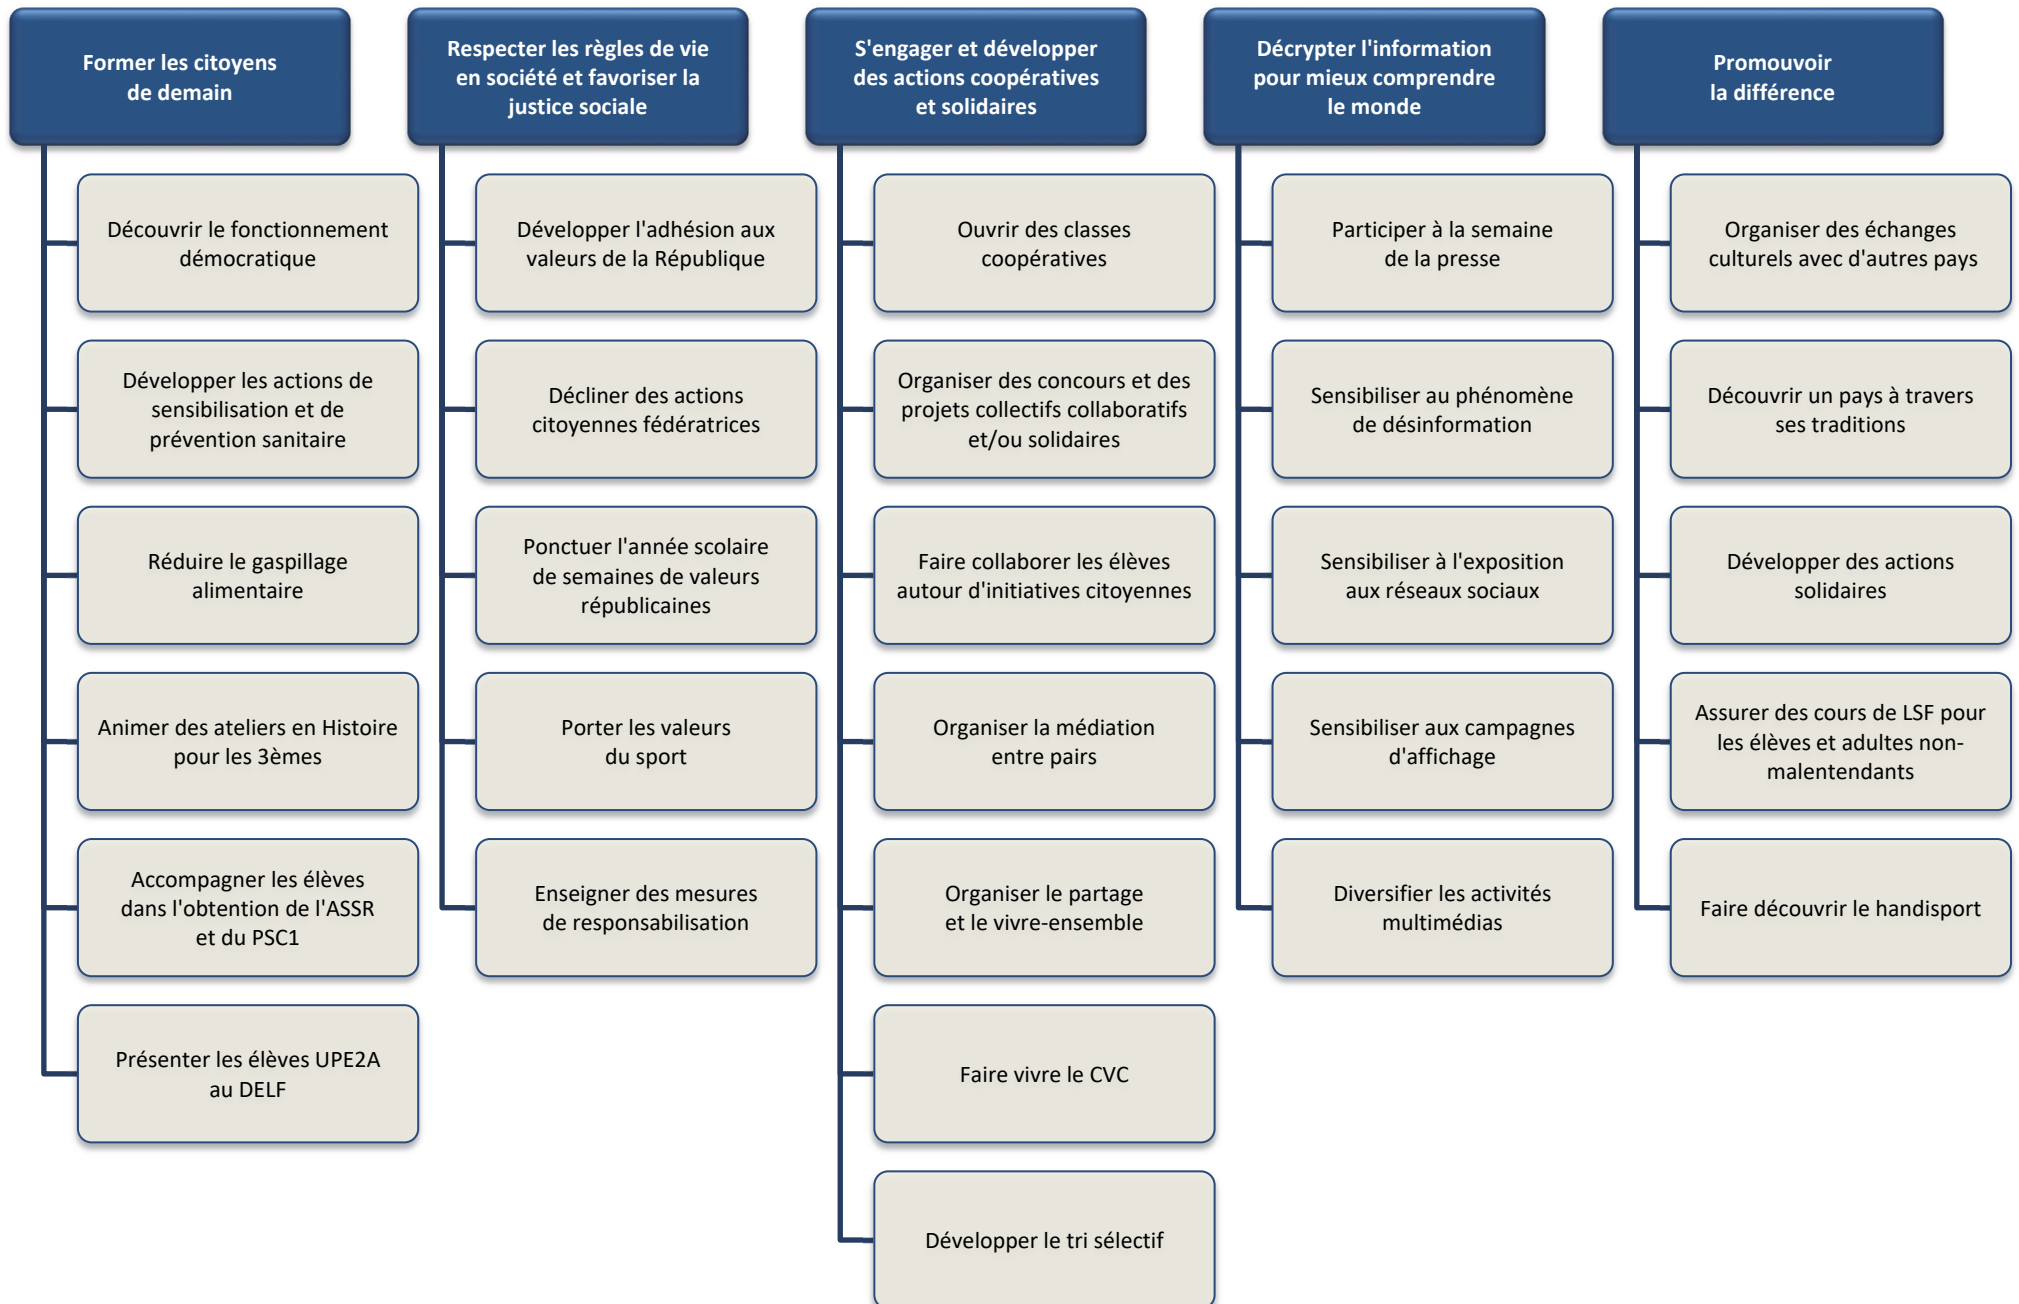 Former les citoyens
de demain
Découvrir le fonctionnement
démocratique
Développer les actions de
sensibilisation et de
prévention sanitaire
Réduire le gaspillage
alimentaire
Animer des ateliers en Histoire
pour les 3èmes
Accompagner les élèves
dans l'obtention de l'ASSR
et du PSC1
Présenter les élèves UPE2A
au DELF
Respecter les règles de vie
en société et favoriser la
justice sociale
Développer l'adhésion aux
valeurs de la République
Décliner des actions
citoyennes fédératrices
Ponctuer l'année scolaire
de semaines de valeurs
républicaines
Porter les valeurs
du sport
Enseigner des mesures
de responsabilisation
S'engager et développer
des actions coopératives
et solidaires
Ouvrir des classes
coopératives
Organiser des concours et des
projets collectifs collaboratifs
et/ou solidaires
Faire collaborer les élèves
autour d'initiatives citoyennes
Organiser la médiation
entre pairs
Organiser le partage
et le vivre-ensemble
Faire vivre le CVC
Développer le tri sélectif
Décrypter l'information
pour mieux comprendre
le monde
Participer à la semaine
de la presse
Sensibiliser au phénomène
de désinformation
Sensibiliser à l'exposition
aux réseaux sociaux
Sensibiliser aux campagnes
d'affichage
Diversifier les activités
multimédias
Promouvoir
la différence
Organiser des échanges
culturels avec d'autres pays
Découvrir un pays à travers
ses traditions
Développer des actions
solidaires
Assurer des cours de LSF pour
les élèves et adultes non-
malentendants
Faire découvrir le handisport